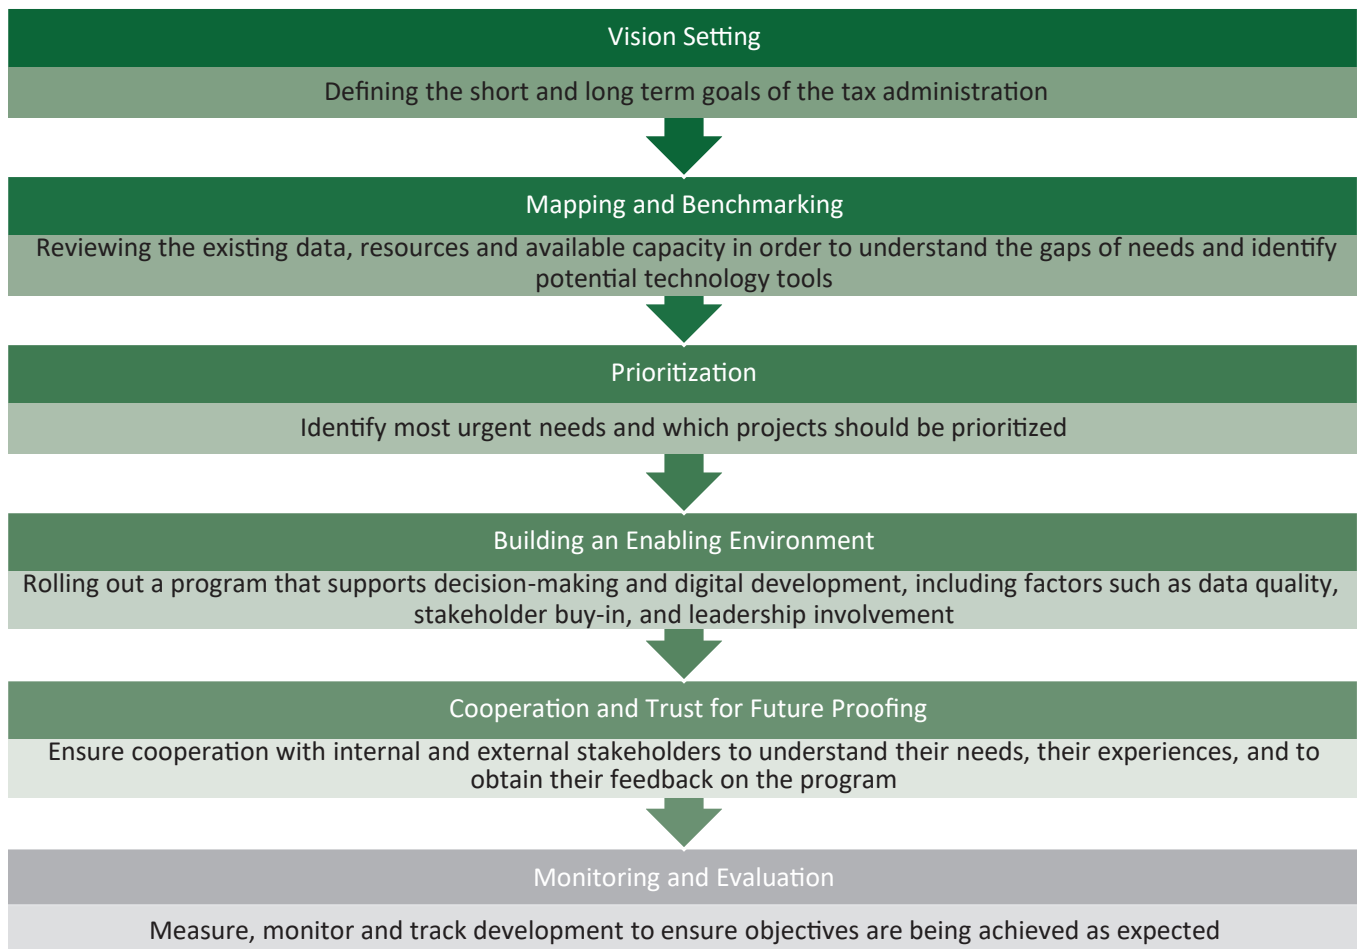 Vision Setting
Defining the short and long term goals of the tax administration
Mapping and Benchmarking
Reviewing the existing data, resources and available capacity in order to understand the gaps of needs and identify
potential technology tools
Prioritization
Identify most urgent needs and which projects should be prioritized
Building an Enabling Environment
Rolling out a program that supports decision-making and digital development, including factors such as data quality,
stakeholder buy-in, and leadership involvement
Cooperation and Trust for Future Proofing
Ensure cooperation with internal and external stakeholders to understand their needs, their experiences, and to
obtain their feedback on the program
Monitoring and Evaluation
Measure, monitor and track development to ensure objectives are being achieved as expected